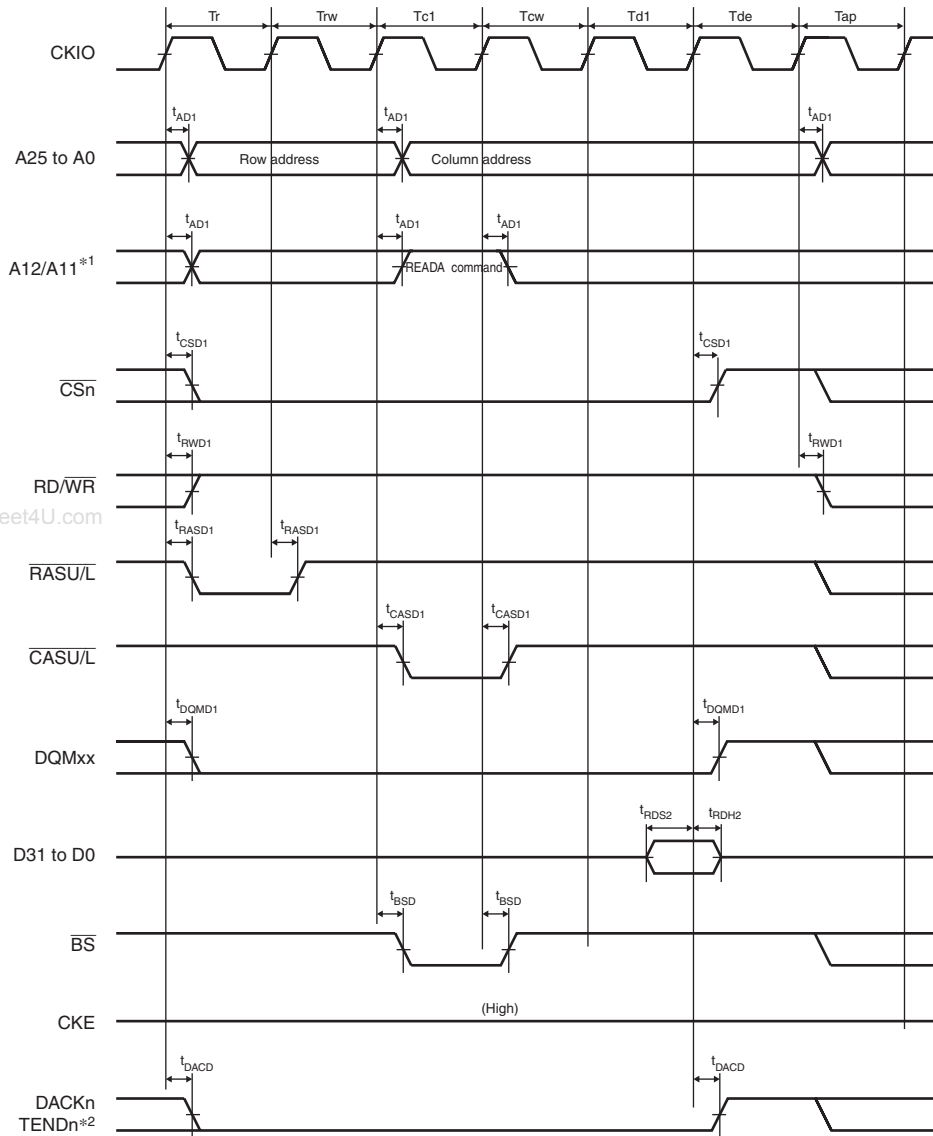 Tr Trw Tc1 Tcw Td1 Tde Tap
CKIO
tAD1 tAD1 tAD1
A25 to A0 Row address Column address
tAD1 tAD1 tAD1
A12/A11*1 READA command
tCSD1 tCSD1
CSn
tRWD1 tRWD1
RD/WR
eet4U.com
tRASD1 tRASD1
RASU/L
tCASD1 tCASD1
CASU/L
tDQMD1 tDQMD1
DQMxx
tRDS2 tRDH2
D31 to D0
tBSD tBSD
BS
(High)
CKE
tDACD tDACD
DACKn
TENDn*2